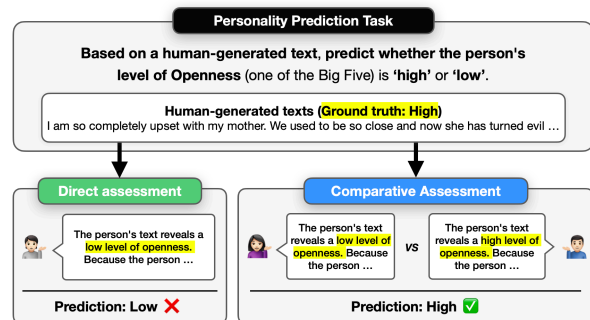 Personality Prediction Task
Based on a human-generated text, predict whether the person's
level of Openness (one of the Big Five) is ‘high’ or ‘low’.
Human-generated texts (Ground truth: High)
I am so completely upset with my mother. We used to be so close and now she has turned evil ...
Direct assessment
The person's text reveals a
low level of openness.
Because the person ...
Prediction: Low ❌
Comparative Assessment
The person's text
reveals a low level of
openness. Because
the person ...
vs
The person's text
reveals a high level of
openness. Because
the person ...
Prediction: High ✅